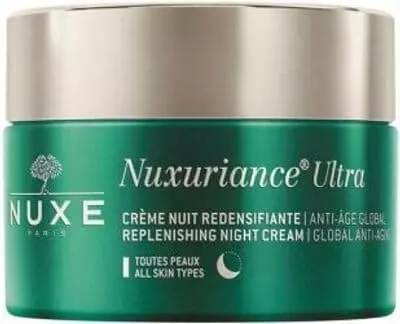 Nuxuriance® Ultra
NUXE
PARIS
CRÈME NUIT REDENSIFIANTE | ANTI-ÂGE GLOBAL
REPLENISHING NIGHT CREAM | GLOBAL ANTI-AGING
TOUTES PEAUX
ALL SKIN TYPES